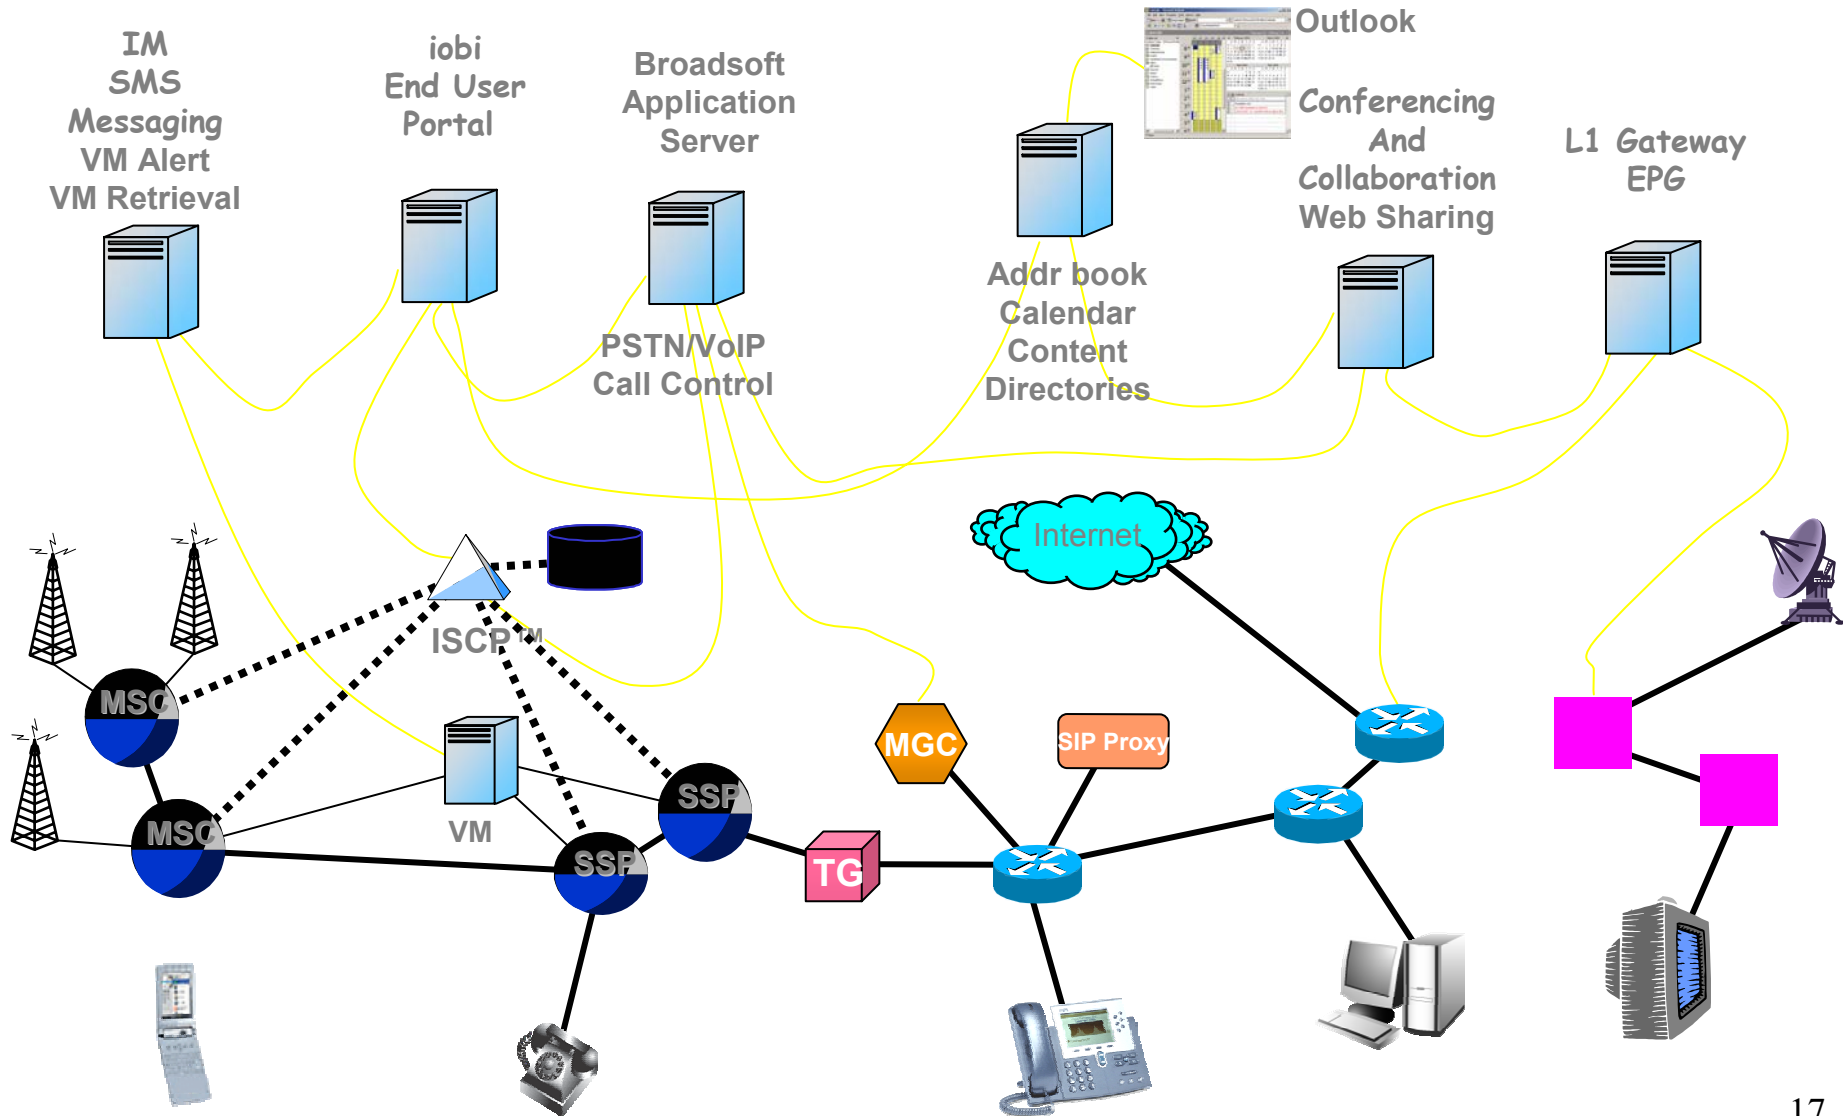 IM
SMS
Messaging
VM Alert
VM Retrieval
iobi
End User
Portal
Broadsoft
Application
Server
Outlook
Conferencing
And
Collaboration
Web Sharing
L1 Gateway
EPG
PSTN/VoIP
Call Control
Addr book
Calendar
Content
Directories
Internet
ISCP™
MSC
MSC
VM
SSP
SSP
TG
MGC
SIP Proxy
17